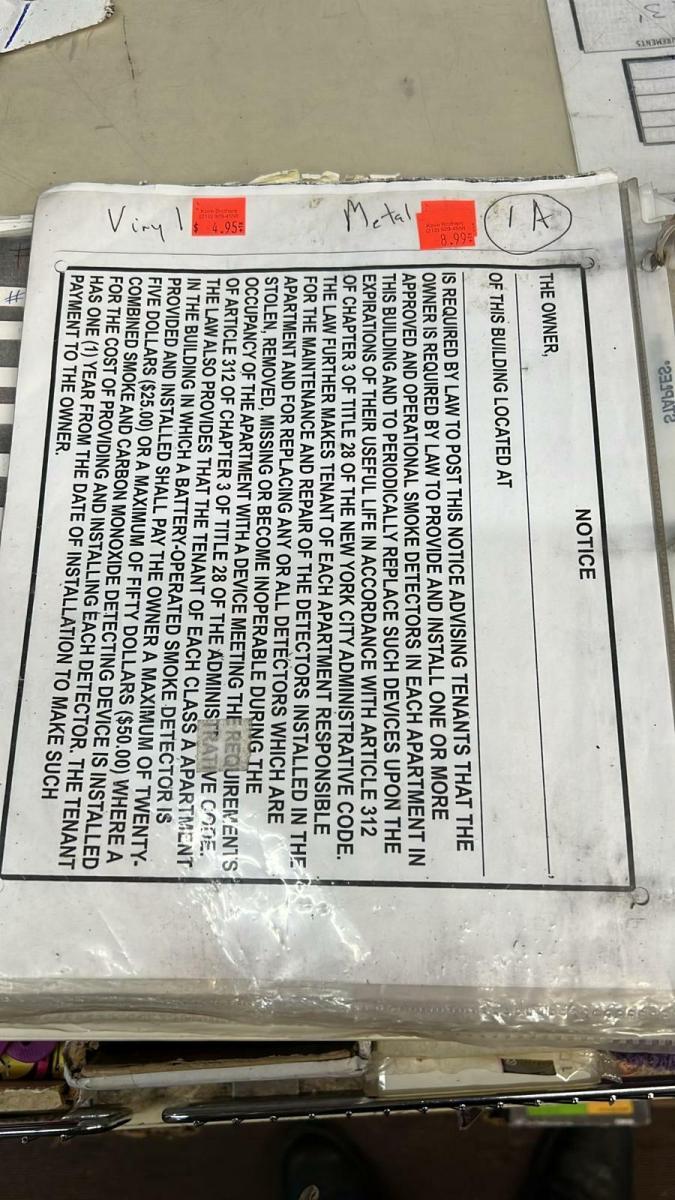 1A
Metal
8.99
Vinyl
$ 4.95
NOTICE
THE OWNER,
OF THIS BUILDING LOCATED AT
IS REQUIRED BY LAW TO POST THIS NOTICE ADVISING TENANTS THAT THE
OWNER IS REQUIRED BY LAW TO PROVIDE AND INSTALL ONE OR MORE
APPROVED AND OPERATIONAL SMOKE DETECTORS IN EACH APARTMENT IN
THIS BUILDING AND TO PERIODICALLY REPLACE SUCH DEVICES UPON THE
EXPIRATIONS OF THEIR USEFUL LIFE IN ACCORDANCE WITH ARTICLE 312
OF CHAPTER 3 OF TITLE 28 OF THE NEW YORK CITY ADMINISTRATIVE CODE.
THE LAW FURTHER MAKES TENANT OF EACH APARTMENT RESPONSIBLE
FOR THE MAINTENANCE AND REPAIR OF THE DETECTORS INSTALLED IN THE
APARTMENT AND FOR REPLACING ANY OR ALL DETECTORS WHICH ARE
STOLEN, REMOVED, MISSING OR BECOME INOPERABLE DURING THE
OCCUPANCY OF THE APARTMENT WITH A DEVICE MEETING THE REQUIREMENTS
OF ARTICLE 312 OF CHAPTER 3 OF TITLE 28 OF THE ADMINISTRATIVE CODE.
THE LAW ALSO PROVIDES THAT THE TENANT OF EACH CLASS A APARTMENT
IN THE BUILDING IN WHICH A BATTERY-OPERATED SMOKE DETECTOR IS
PROVIDED AND INSTALLED SHALL PAY THE OWNER A MAXIMUM OF TWENTY-
FIVE DOLLARS ($25.00) OR A MAXIMUM OF FIFTY DOLLARS ($50.00) WHERE A
COMBINED SMOKE AND CARBON MONOXIDE DETECTING DEVICE IS INSTALLED
FOR THE COST OF PROVIDING AND INSTALLING EACH DETECTOR. THE TENANT
HAS ONE (1) YEAR FROM THE DATE OF INSTALLATION TO MAKE SUCH
PAYMENT TO THE OWNER.
STAPLES
#